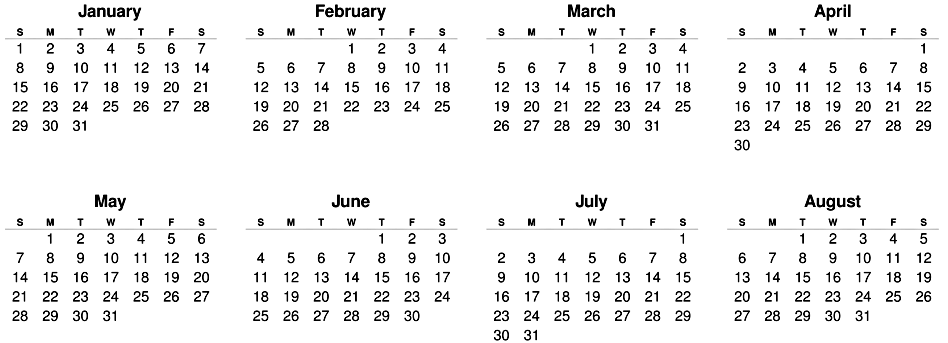 January
S M T W T F S
1 2 3 4 5 6 7
8 9 10 11 12 13 14
15 16 17 18 19 20 21
22 23 24 25 26 27 28
29 30 31
February
S M T W T F S
1 2 3 4
5 6 7 8 9 10 11
12 13 14 15 16 17 18
19 20 21 22 23 24 25
26 27 28
March
S M T W T F S
1 2 3 4
5 6 7 8 9 10 11
12 13 14 15 16 17 18
19 20 21 22 23 24 25
26 27 28 29 30 31
April
S M T W T F S
1
2 3 4 5 6 7 8
9 10 11 12 13 14 15
16 17 18 19 20 21 22
23 24 25 26 27 28 29
30
May
S M T W T F S
1 2 3 4 5 6
7 8 9 10 11 12 13
14 15 16 17 18 19 20
21 22 23 24 25 26 27
28 29 30 31
June
S M T W T F S
1 2 3
4 5 6 7 8 9 10
11 12 13 14 15 16 17
18 19 20 21 22 23 24
25 26 27 28 29 30
July
S M T W T F S
1
2 3 4 5 6 7 8
9 10 11 12 13 14 15
16 17 18 19 20 21 22
23 24 25 26 27 28 29
30 31
August
S M T W T F S
1 2 3 4 5
6 7 8 9 10 11 12
13 14 15 16 17 18 19
20 21 22 23 24 25 26
27 28 29 30 31